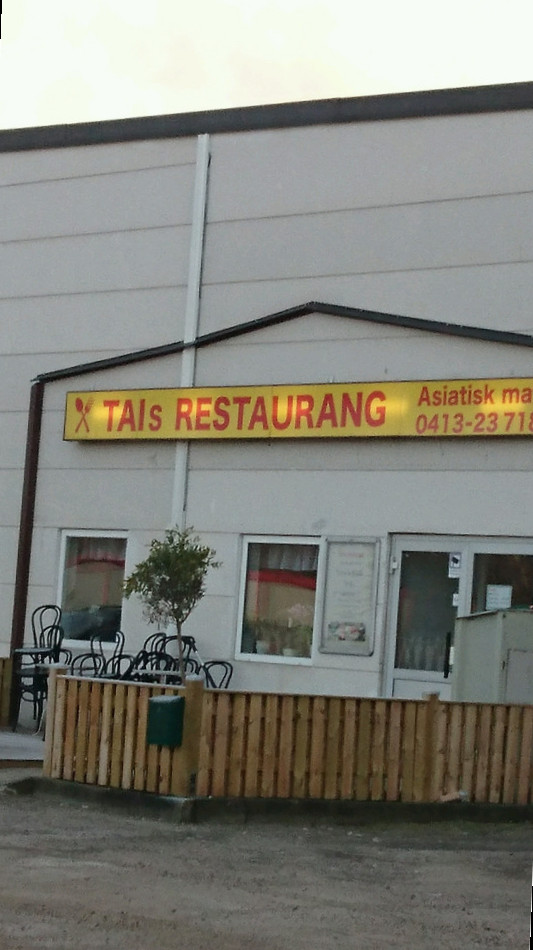 TAIs RESTAURANG
Asiatisk ma
0413-23 718